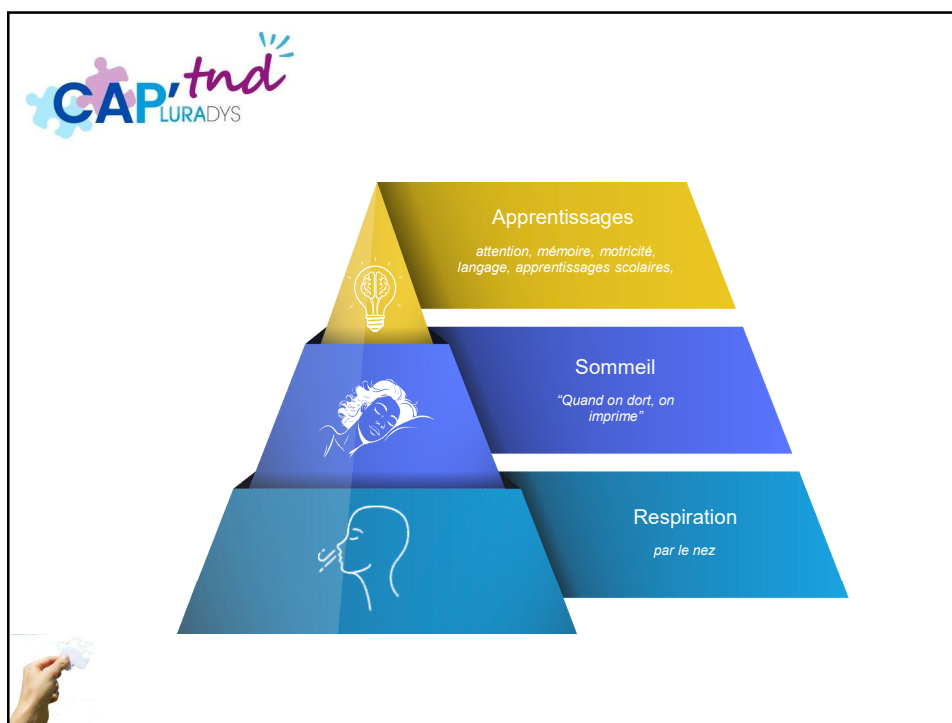 CAP'tnd
PLURADYS
Apprentissages
attention, mémoire, motricité,
langage, apprentissages scolaires,
Sommeil
“Quand on dort, on
imprime”
Respiration
par le nez